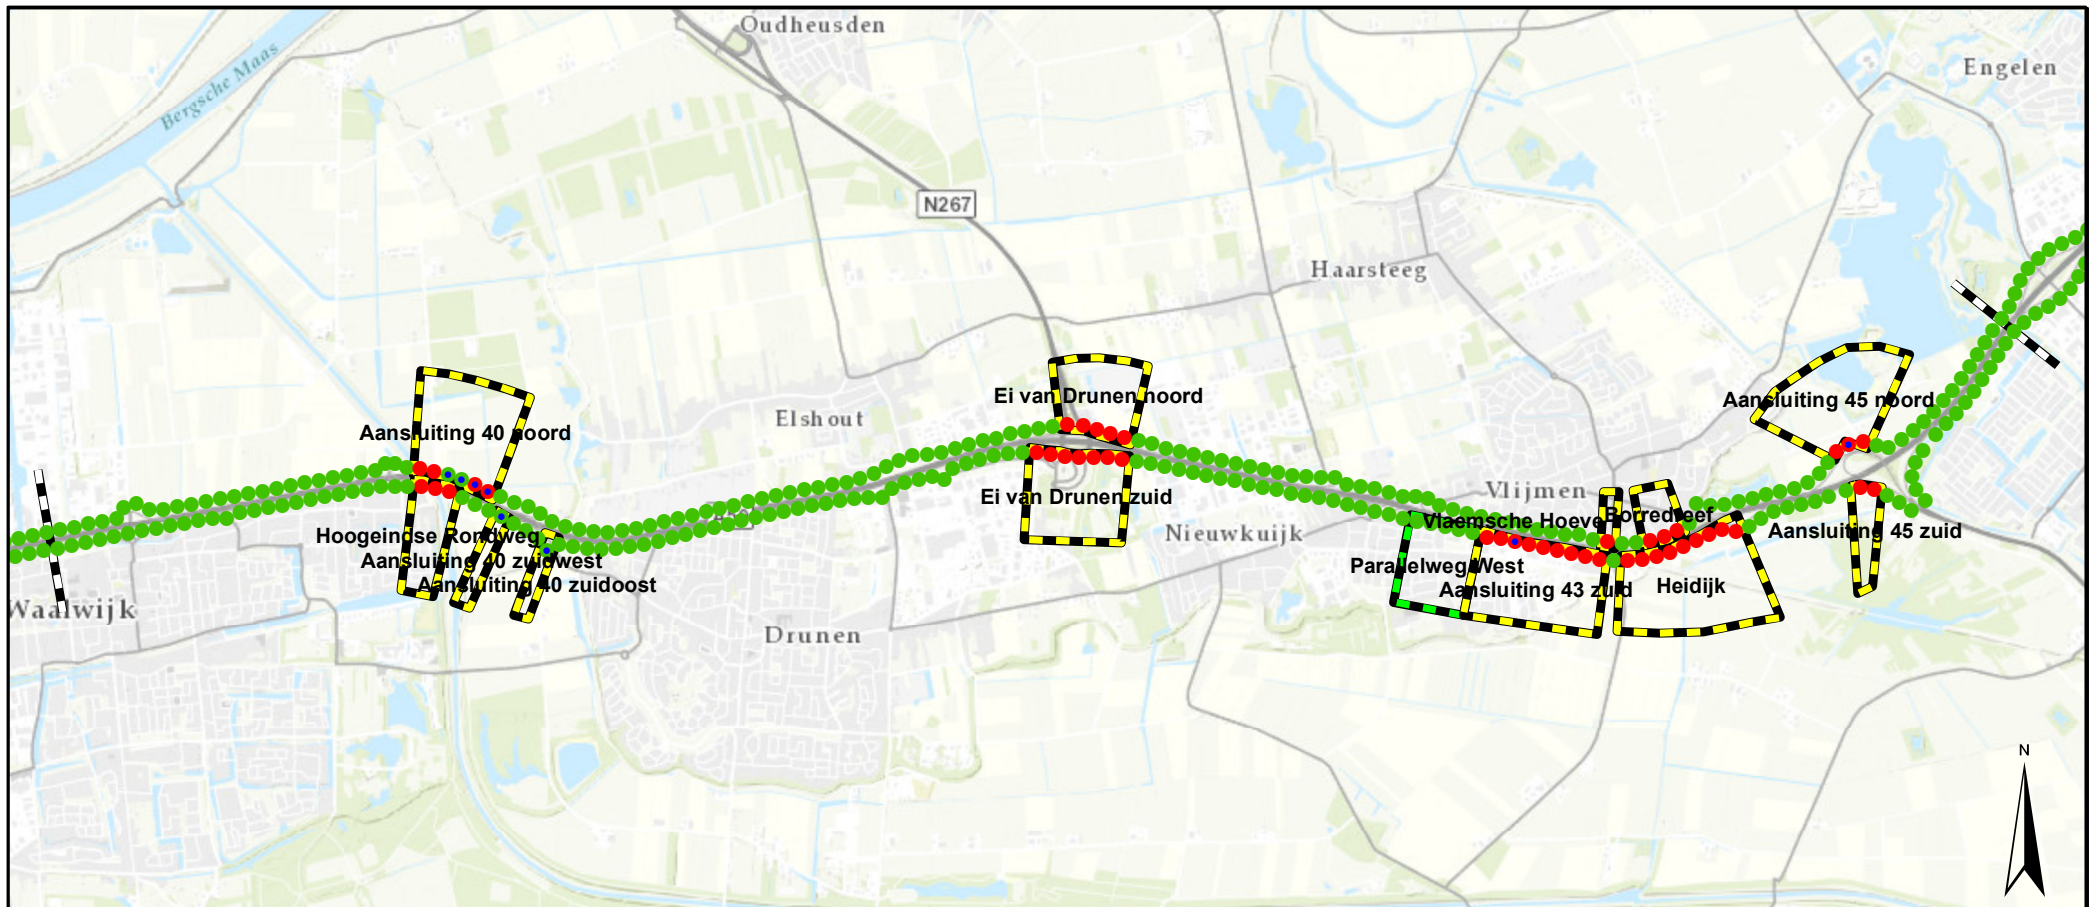 Oudheusden
Engelen
Bergsche Maas
N267
Haarsteeg
Ei van Drunen noord
Aansluiting 45 noord
Elshout
Aansluiting 40 noord
Vlijmen
Ei van Drunen zuid
Borredreef
Vlaemsche Hoeve
Aansluiting 45 zuid
Nieuwkuijk
Hoogeindse Rondweg
Aansluiting 40 zuidwest
Parallelweg West
Aansluiting 40 zuidoost
Heidijk
Aansluiting 43 zuid
Waalwijk
Drunen
N